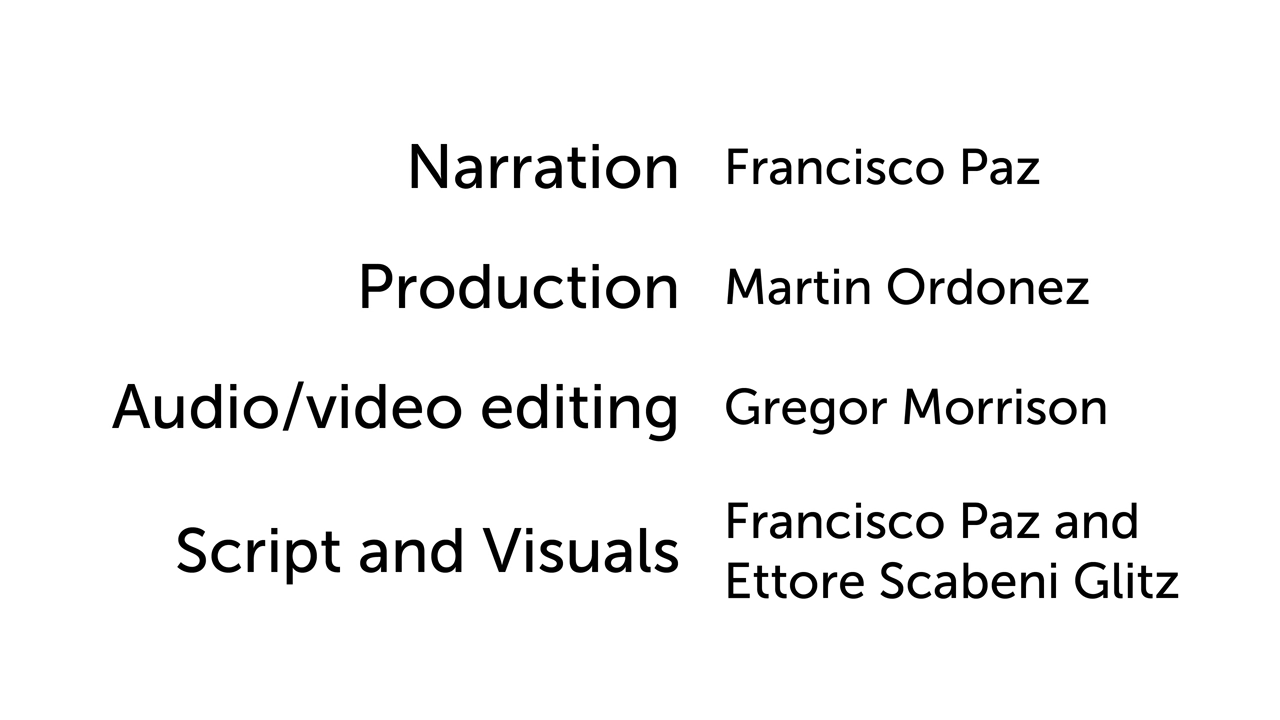 Narration Francisco Paz
Production Martin Ordonez
Audio/video editing Gregor Morrison
Script and Visuals Francisco Paz and
Ettore Scabeni Glitz